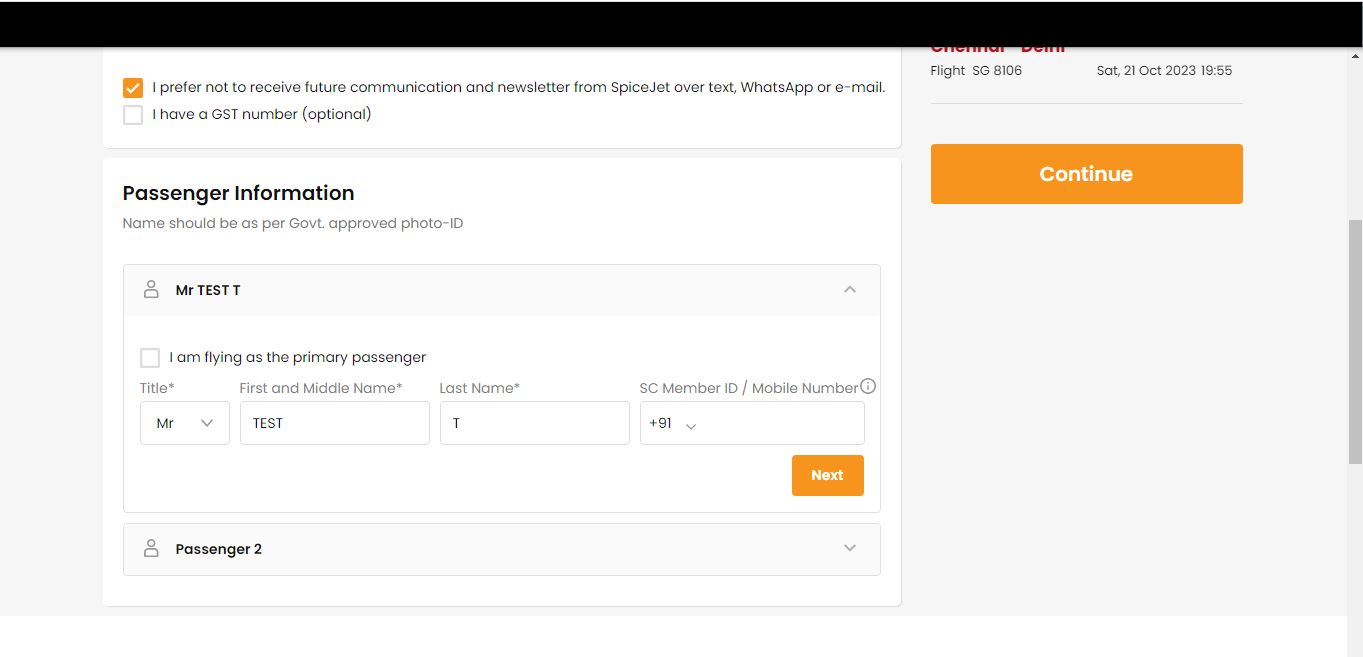 Chennai Delhi
Flight SG 8106 Sat, 21 Oct 2023 19:55
Continue
I prefer not to receive future communication and newsletter from SpiceJet over text, WhatsApp or e-mail.
I have a GST number (optional)
Passenger Information
Name should be as per Govt. approved photo-ID
Mr TEST T
I am flying as the primary passenger
Title* First and Middle Name* Last Name* SC Member ID / Mobile Number
Mr TEST T +91
Next
Passenger 2